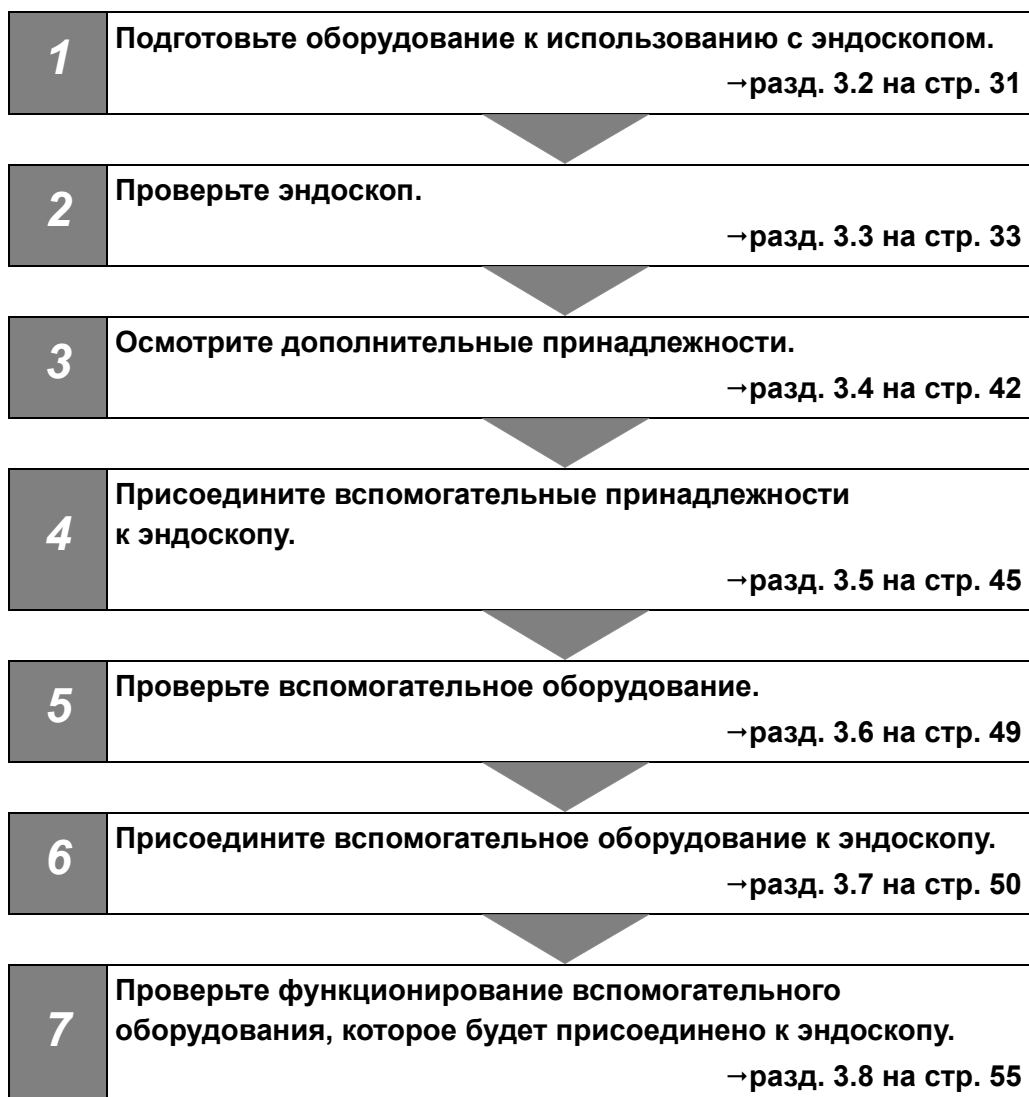 1
Подготовьте оборудование к использованию с эндоскопом.
→разд. 3.2 на стр. 31
2
Проверьте эндоскоп.
→разд. 3.3 на стр. 33
3
Осмотрите дополнительные принадлежности.
→разд. 3.4 на стр. 42
4
Присоедините вспомогательные принадлежности
к эндоскопу.
→разд. 3.5 на стр. 45
5
Проверьте вспомогательное оборудование.
→разд. 3.6 на стр. 49
6
Присоедините вспомогательное оборудование к эндоскопу.
→разд. 3.7 на стр. 50
7
Проверьте функционирование вспомогательного
оборудования, которое будет присоединено к эндоскопу.
→разд. 3.8 на стр. 55